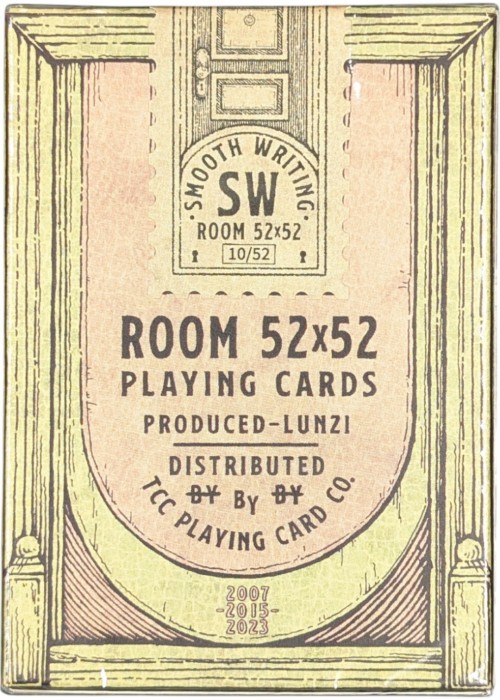 SMOOTH WRITING
SW
ROOM 52x52
10/52
ROOM 52x52
PLAYING CARDS
PRODUCED-LUNZI
DISTRIBUTED
BY By BY
TCC PLAYING CARD CO.
2007
-2015-
2023